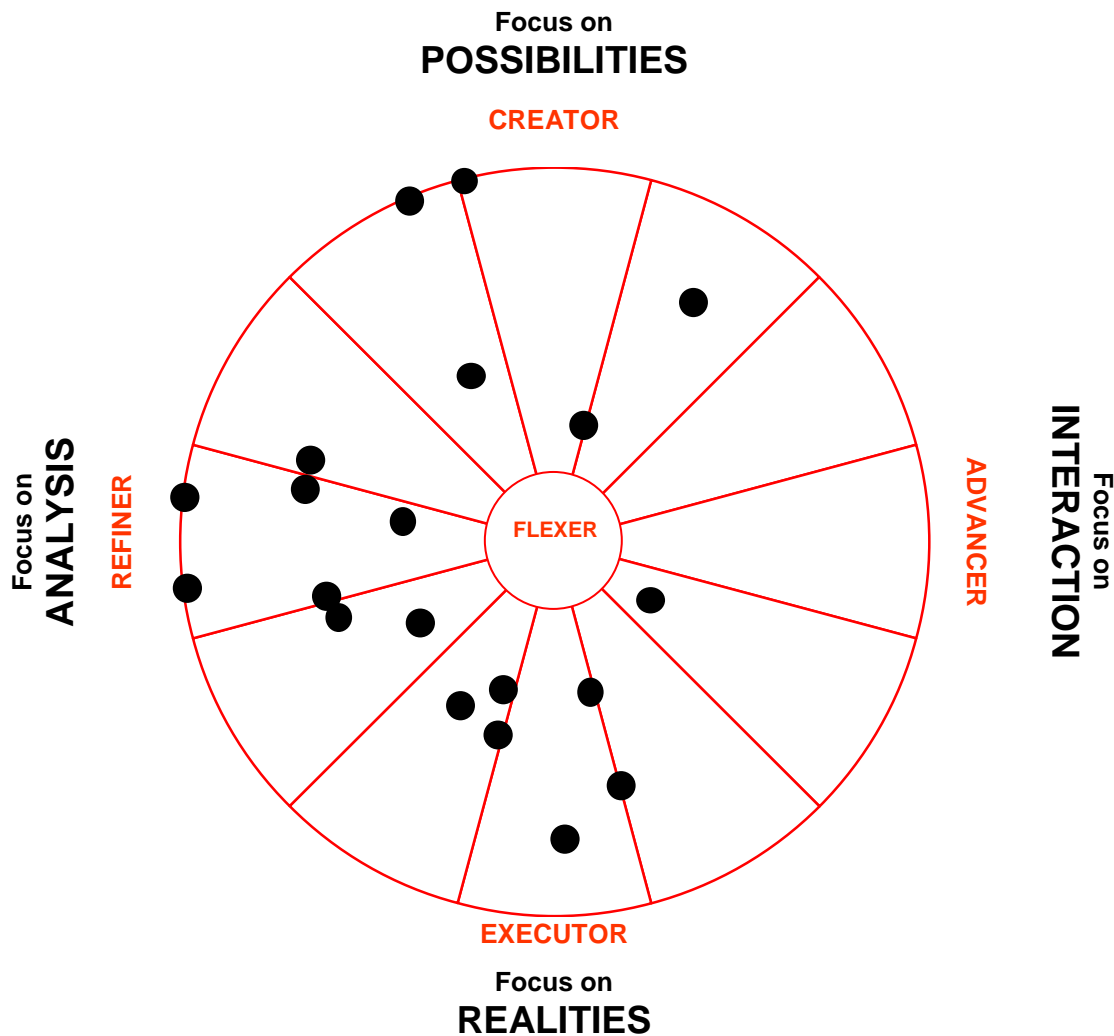 Focus on
POSSIBILITIES
CREATOR
Focus on
ANALYSIS
REFINER
FLEXER
ADVANCER
Focus on
INTERACTION
EXECUTOR
Focus on
REALITIES